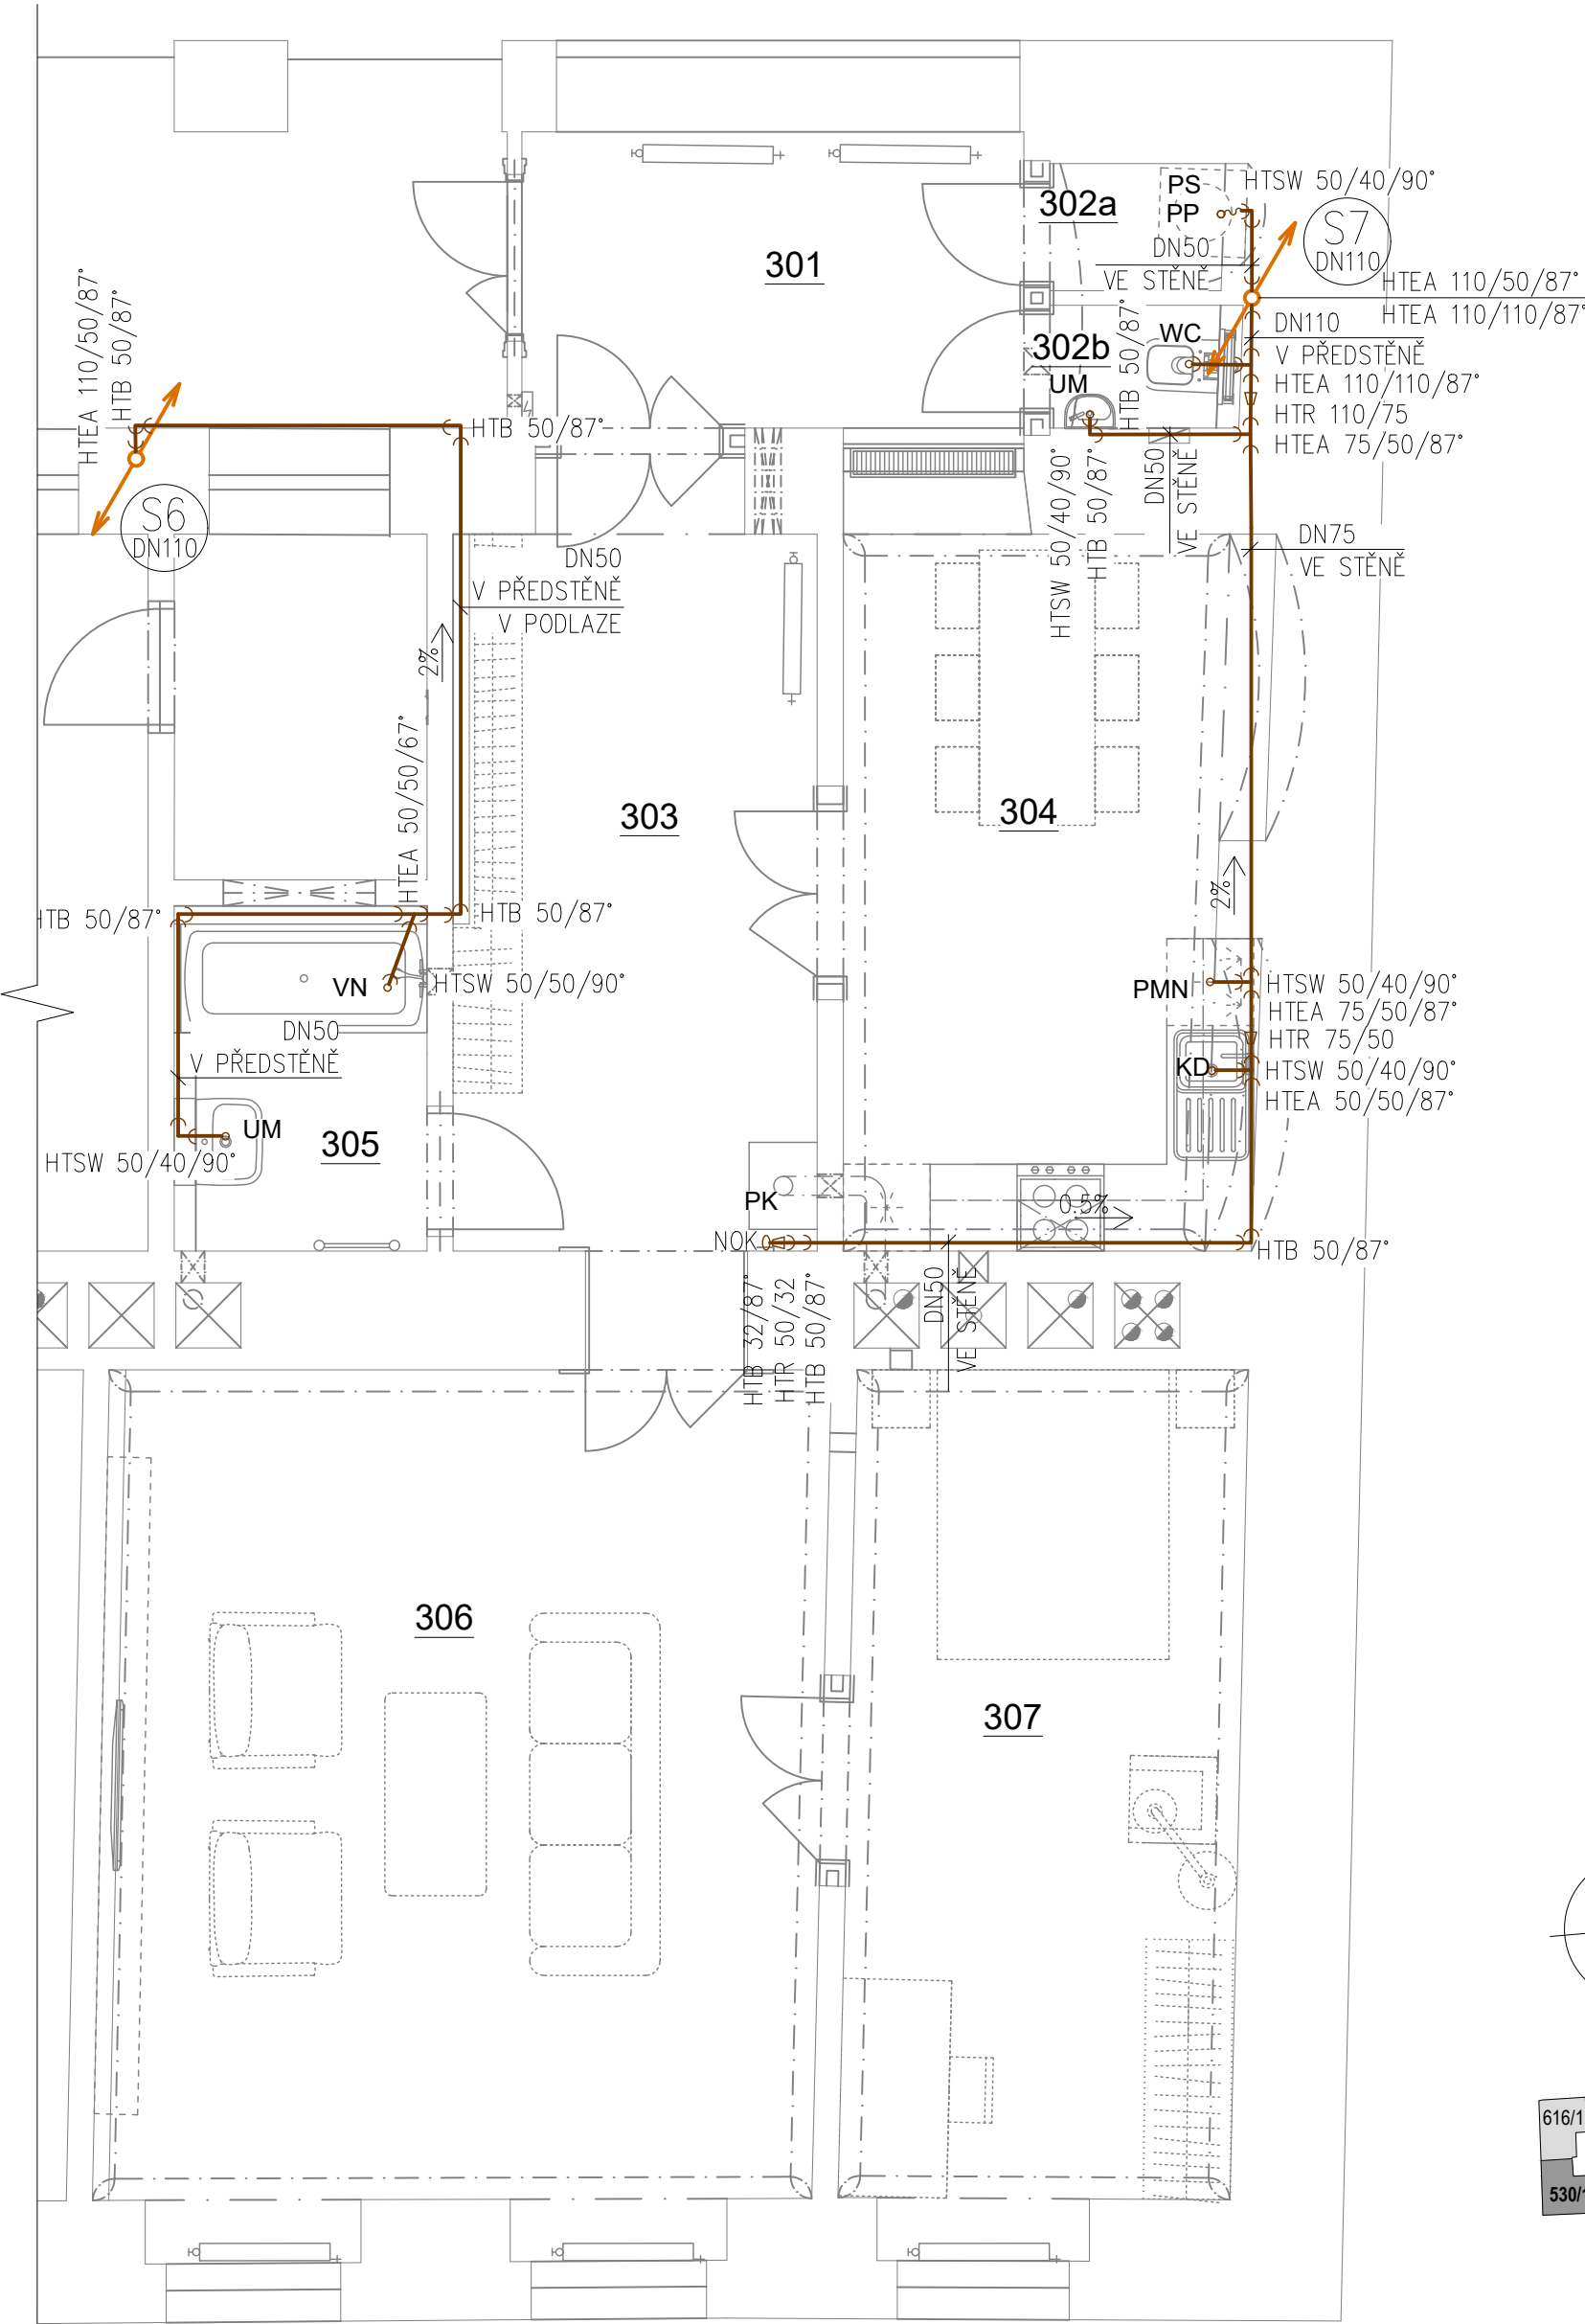 PS
PP
HTSW 50/40/90°
302a
S7
DN110
301
DN50
VE STĚNĚ
HTEA 110/50/87°
HTEA 110/110/87°
HTEA 110/50/87°
HTB 50/87°
HTB 50/87°
WC
302b
UM
DN110
V PŘEDSTĚNĚ
HTEA 110/110/87°
HTR 110/75
HTEA 75/50/87°
HTB 50/87°
S6
DN110
HTSW 50/40/90°
HTB 50/87°
DN50
VE STĚNĚ
DN75
VE STĚNĚ
DN50
V PŘEDSTĚNĚ
V PODLAZE
2%
HTEA 50/50/67°
303
304
2%
HTB 50/87°
HTB 50/87°
VN
HTSW 50/50/90°
PMN
HTSW 50/40/90°
HTEA 75/50/87°
HTR 75/50
KD
HTSW 50/40/90°
HTEA 50/50/87°
DN50
V PŘEDSTĚNĚ
UM
305
HTSW 50/40/90°
PK
0.5%
NOK
HTB 50/87°
HTB 32/87°
HTR 50/32
HTB 50/87°
DN50
VE STĚNĚ
306
307
616/1
530/1